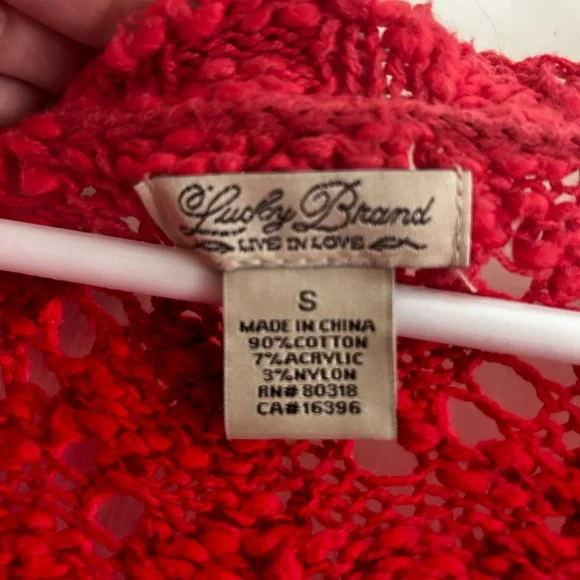 Lucky Brand
LIVE IN LOVE
S
MADE IN CHINA
90%COTTON
7%ACRYLIC
3%NYLON
RN# 80318
CA#16396